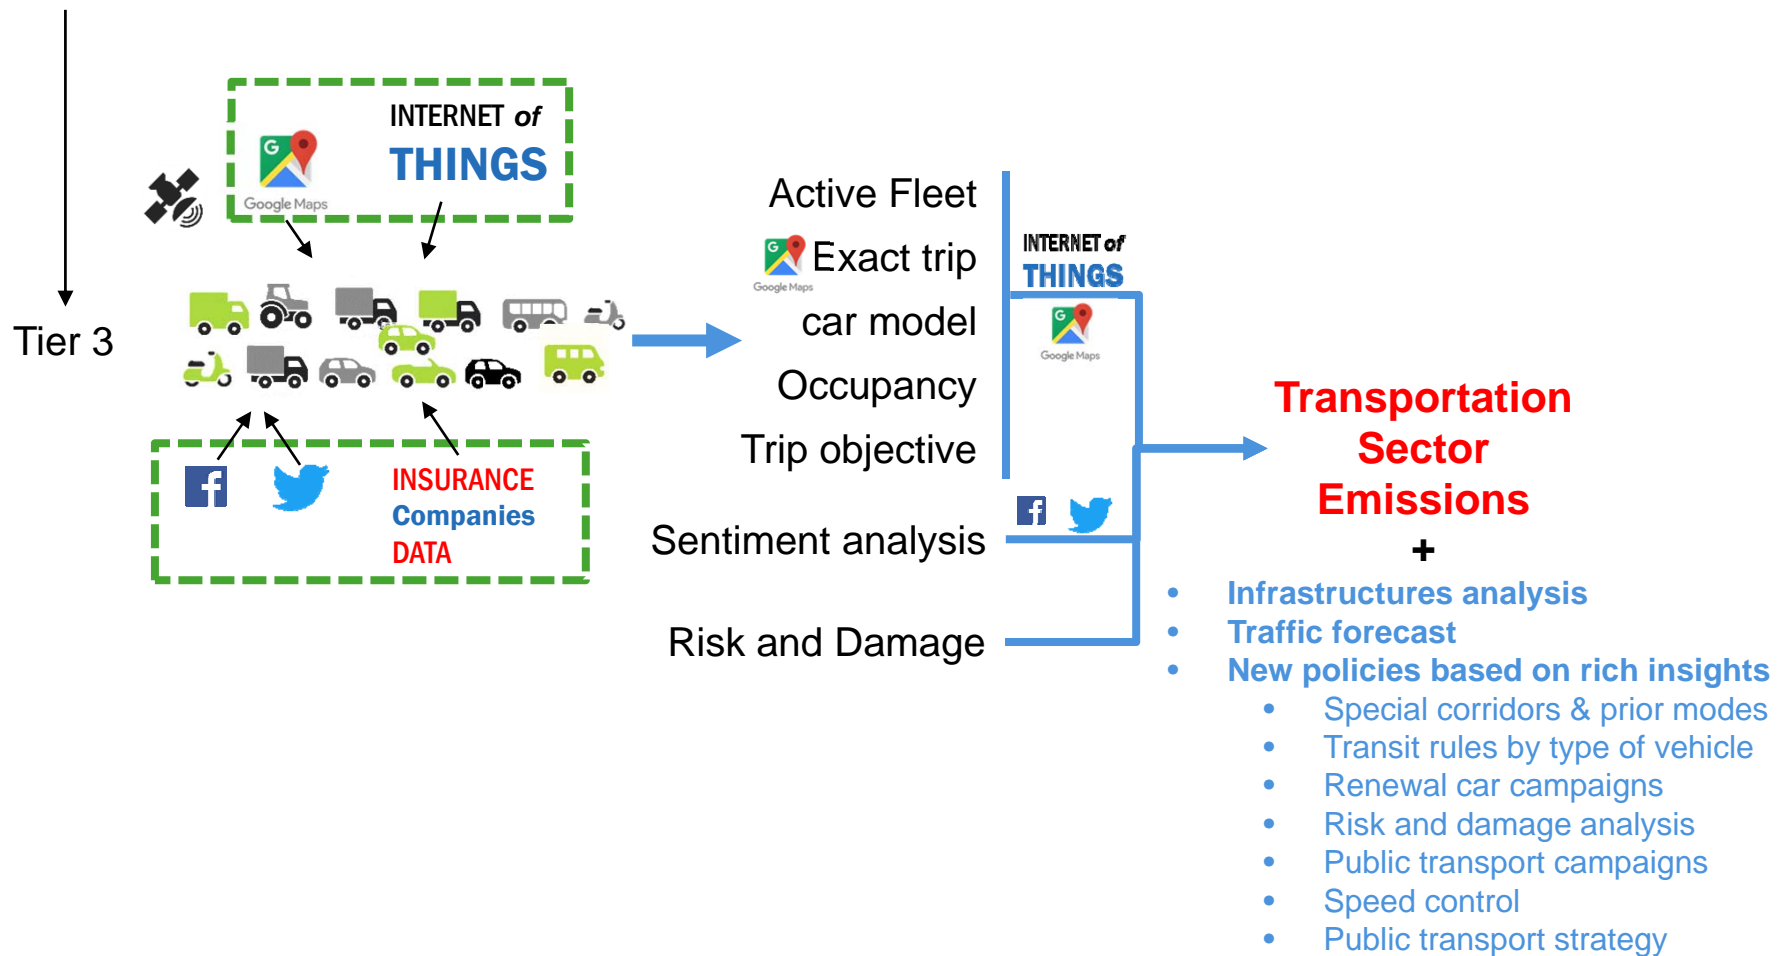 Tier 3
INTERNET of
THINGS
G
Google Maps
INSURANCE
Companies
DATA
Active Fleet
G
Google Maps
Exact trip
car model
Occupancy
Trip objective
INTERNET of
THINGS
G
Google Maps
Sentiment analysis
Risk and Damage
Transportation
Sector
Emissions
+
• Infrastructures analysis
• Traffic forecast
• New policies based on rich insights
• Special corridors & prior modes
• Transit rules by type of vehicle
• Renewal car campaigns
• Risk and damage analysis
• Public transport campaigns
• Speed control
• Public transport strategy